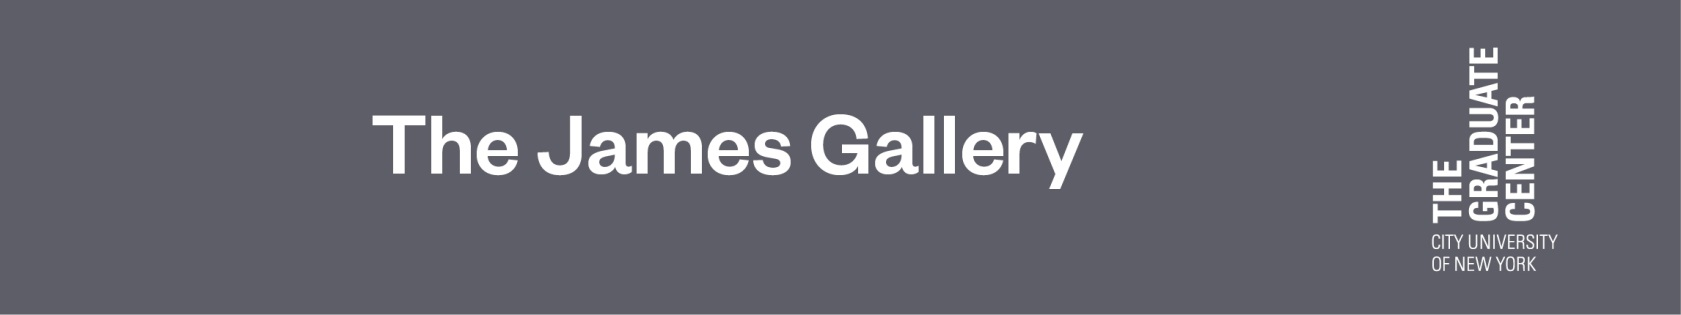 The James Gallery
THE
GRADUATE
CENTER
CITY UNIVERSITY
OF NEW YORK